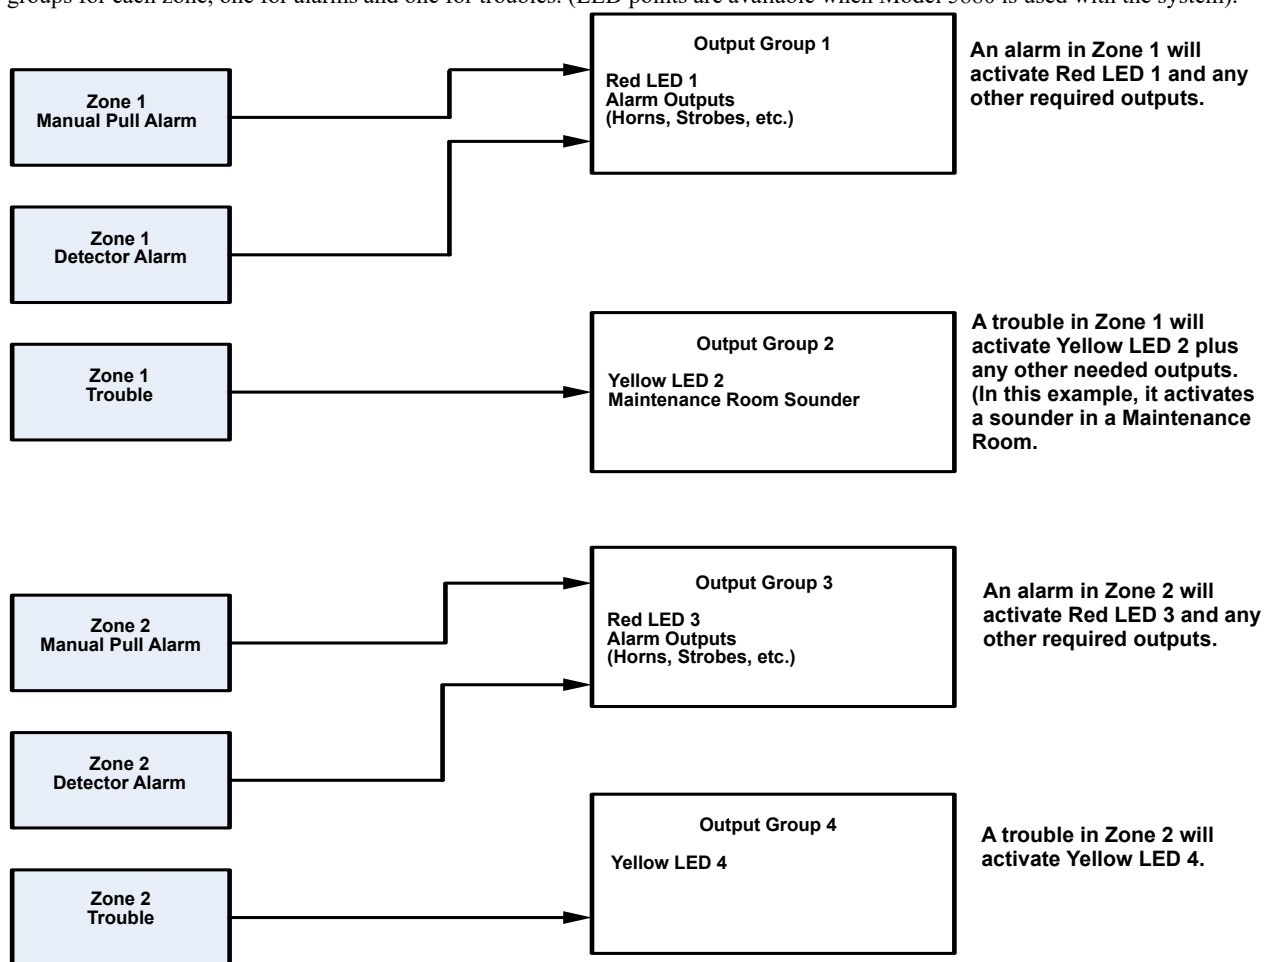 groups for each zone, one for alarms and one for troubles. (LED points are available when Model 5880 is used with the system).
Zone 1
Manual Pull Alarm
Output Group 1
Red LED 1
Alarm Outputs
(Horns, Strobes, etc.)
An alarm in Zone 1 will
activate Red LED 1 and any
other required outputs.
Zone 1
Detector Alarm
Zone 1
Trouble
Output Group 2
Yellow LED 2
Maintenance Room Sounder
A trouble in Zone 1 will
activate Yellow LED 2 plus
any other needed outputs.
(In this example, it activates
a sounder in a Maintenance
Room.
Zone 2
Manual Pull Alarm
Output Group 3
Red LED 3
Alarm Outputs
(Horns, Strobes, etc.)
An alarm in Zone 2 will
activate Red LED 3 and any
other required outputs.
Zone 2
Detector Alarm
Zone 2
Trouble
Output Group 4
Yellow LED 4
A trouble in Zone 2 will
activate Yellow LED 4.